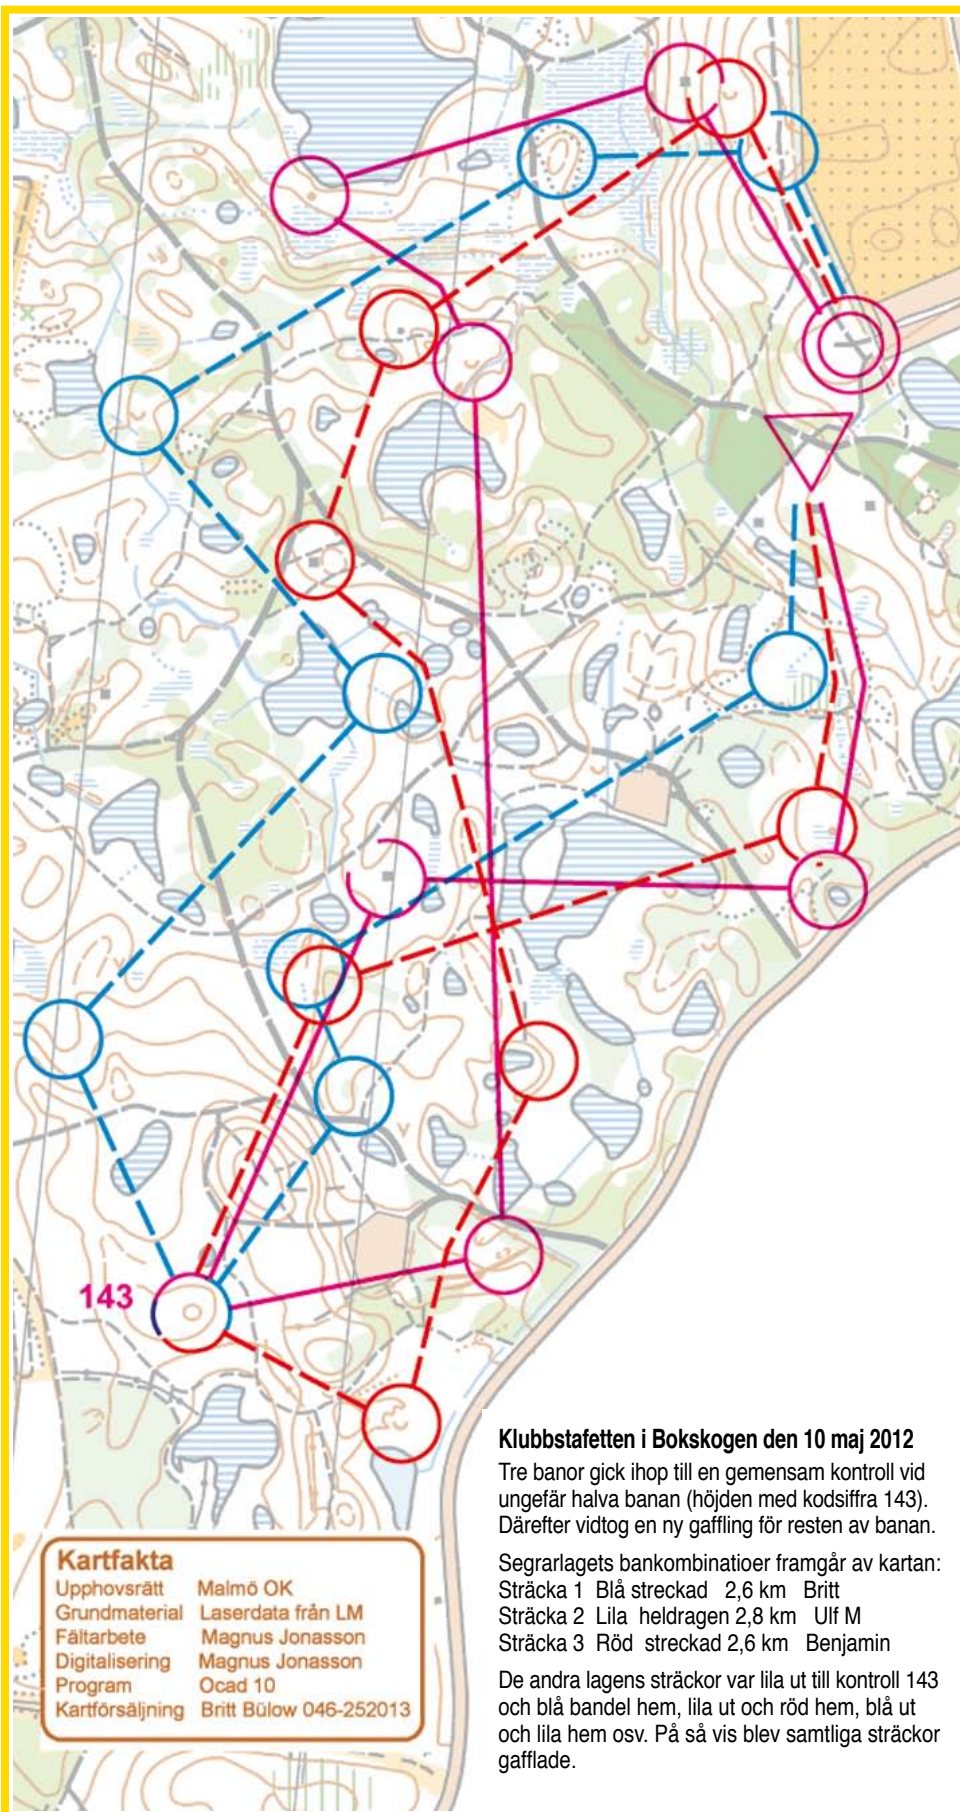 143
Klubbstafetten i Bokskogen den 10 maj 2012
Tre banor gick ihop till en gemensam kontroll vid
ungefär halva banan (höjden med kodsiffra 143).
Därefter vidtog en ny gaffling för resten av banan.
Segrarlagets bankombinatioer framgår av kartan:
Sträcka 1 Blå streckad 2,6 km Britt
Sträcka 2 Lila heldragen 2,8 km Ulf M
Sträcka 3 Röd streckad 2,6 km Benjamin
De andra lagens sträckor var lila ut till kontroll 143
och blå bandel hem, lila ut och röd hem, blå ut
och lila hem osv. På så vis blev samtliga sträckor
gafflade.
Kartfakta
Upphovsrätt Malmö OK
Grundmaterial Laserdata från LM
Fältarbete Magnus Jonasson
Digitalisering Magnus Jonasson
Program Ocad 10
Kartförsäljning Britt Bülow 046-252013